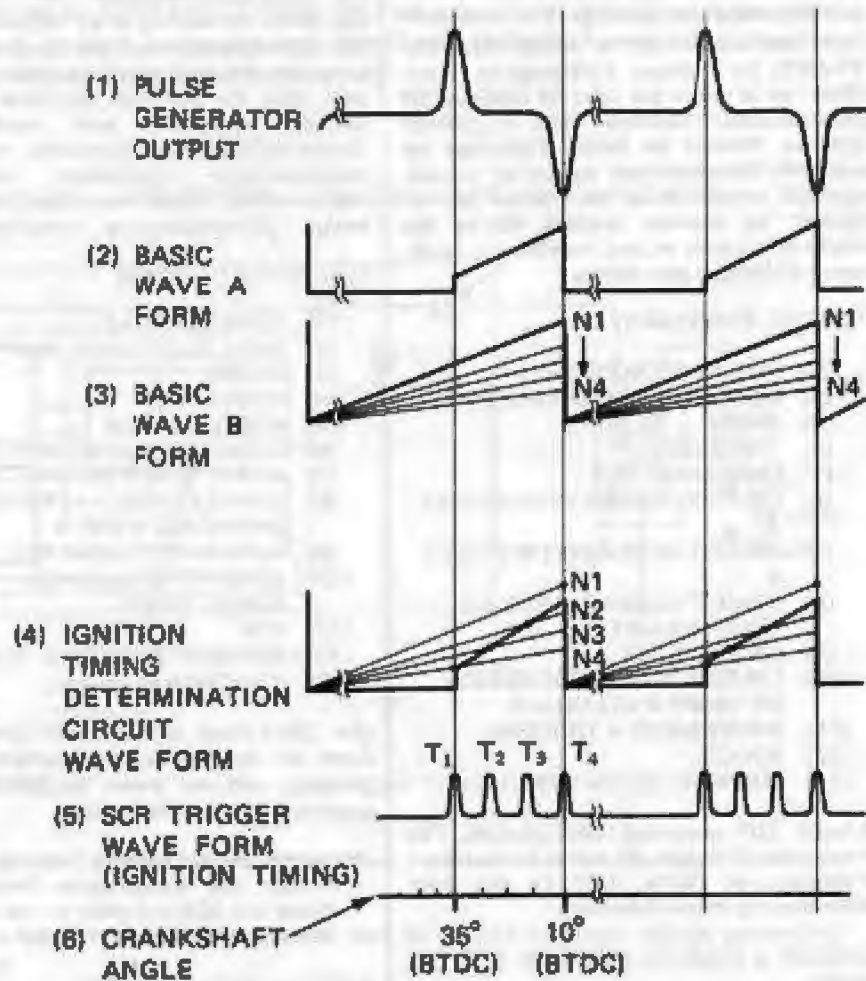 (1) PULSE
GENERATOR
OUTPUT
(2) BASIC
WAVE A
FORM
N1
N1
(3) BASIC
WAVE B
FORM
N4
N4
N1
N2
(4) IGNITION
TIMING
DETERMINATION
CIRCUIT
WAVE FORM
N3
N4
T1 T2 T3 T4
(5) SCR TRIGGER
WAVE FORM
(IGNITION TIMING)
(6) CRANKSHAFT
ANGLE
35° 10°
(BTDC) (BTDC)